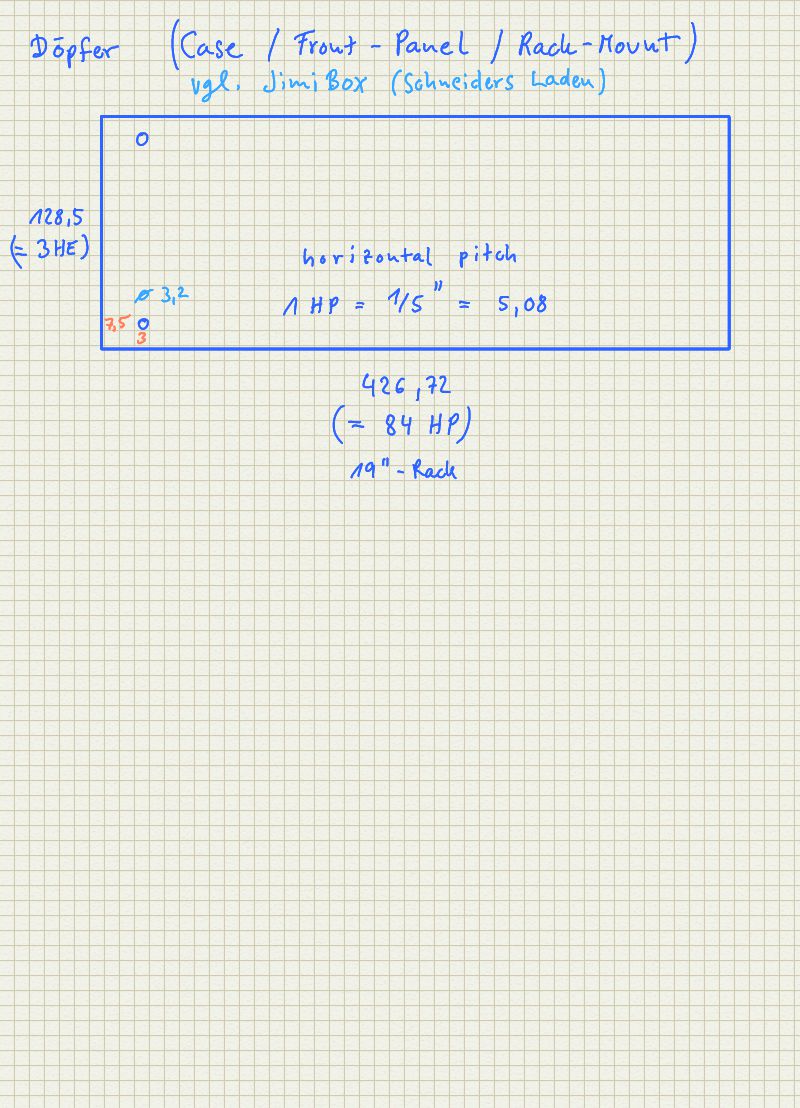 Döpfer (Case / Front-Panel / Rack-Mount)
vgl. JimiBox (Schneiders Laden)
128,5
(= 3HE)
horizontal pitch
ø 3,2
1 HP = 1/5" = 5,08
7,5
3
426,72
(= 84 HP)
19"-Rack